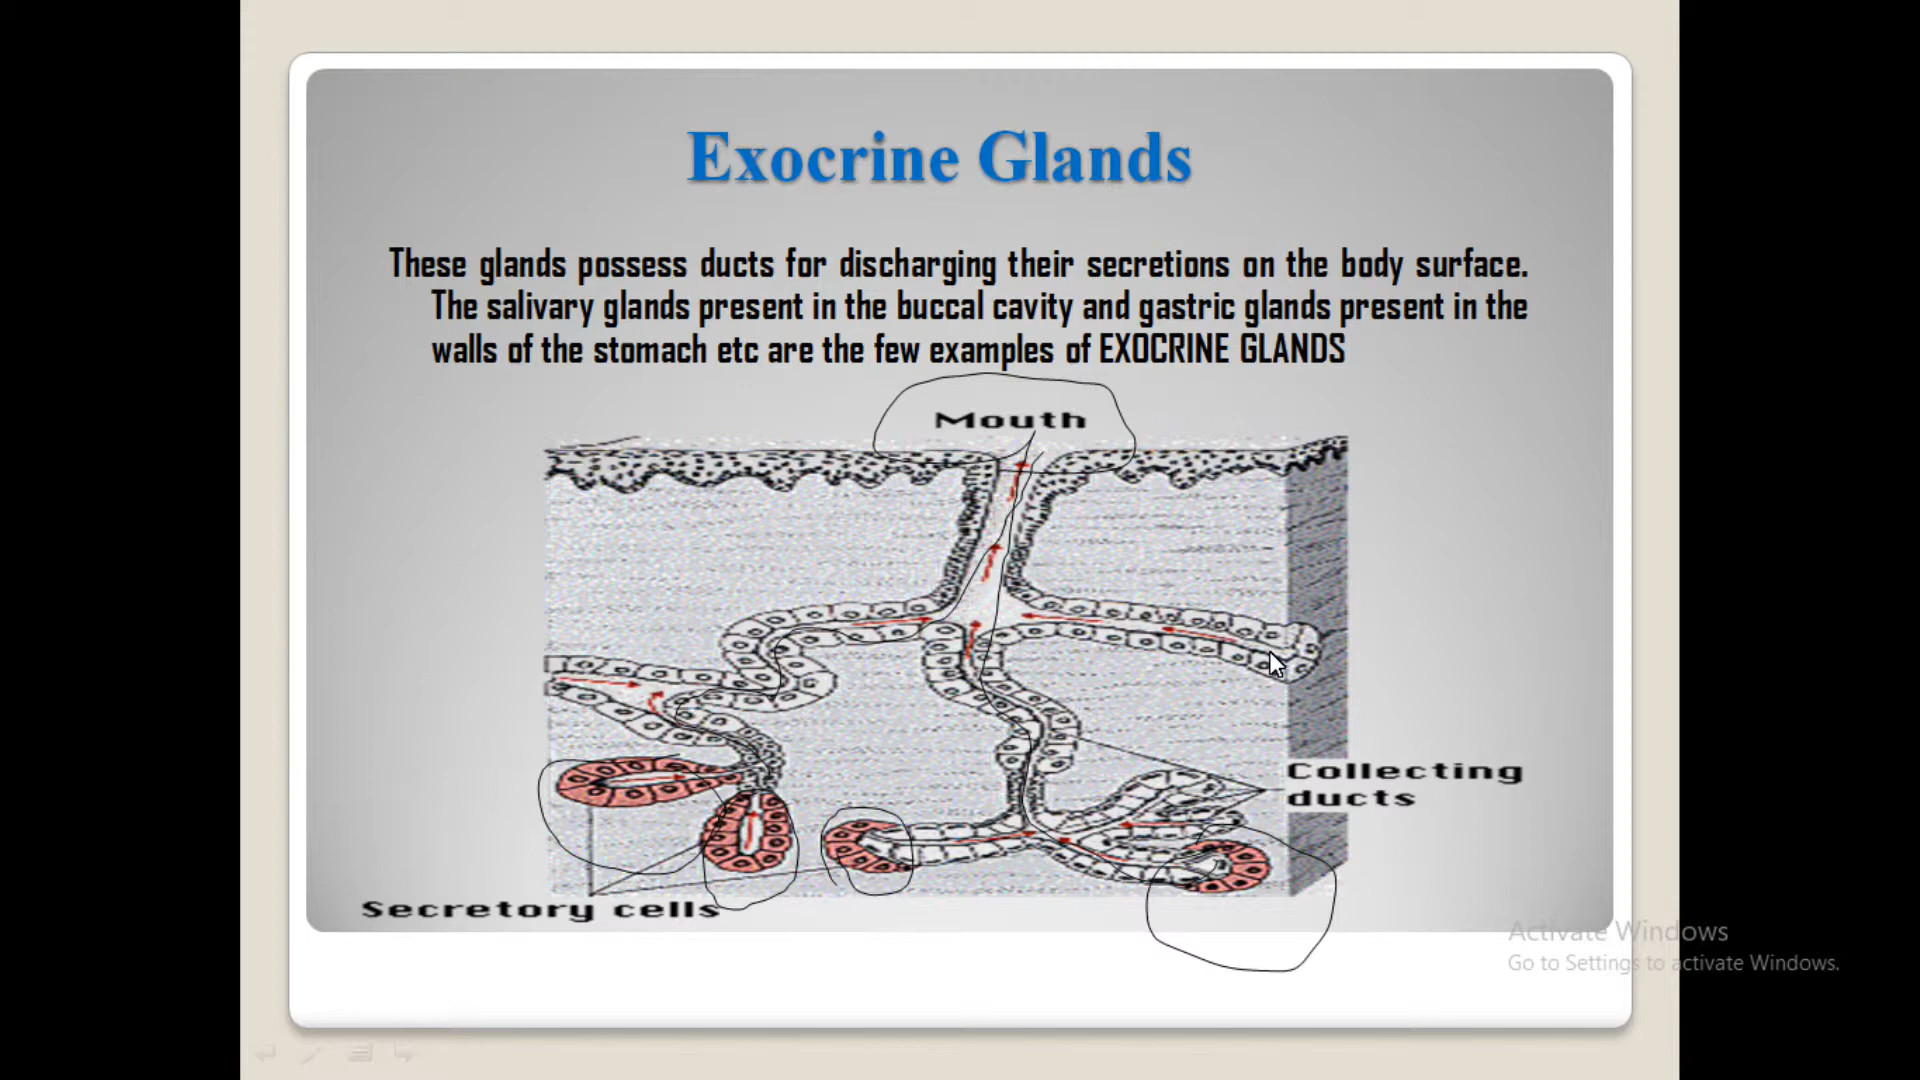 Exocrine Glands
These glands possess ducts for discharging their secretions on the body surface.
The salivary glands present in the buccal cavity and gastric glands present in the
walls of the stomach etc are the few examples of EXOCRINE GLANDS
Mouth
Collecting
ducts
Secretory cells
Activate Windows
Go to Settings to activate Windows.